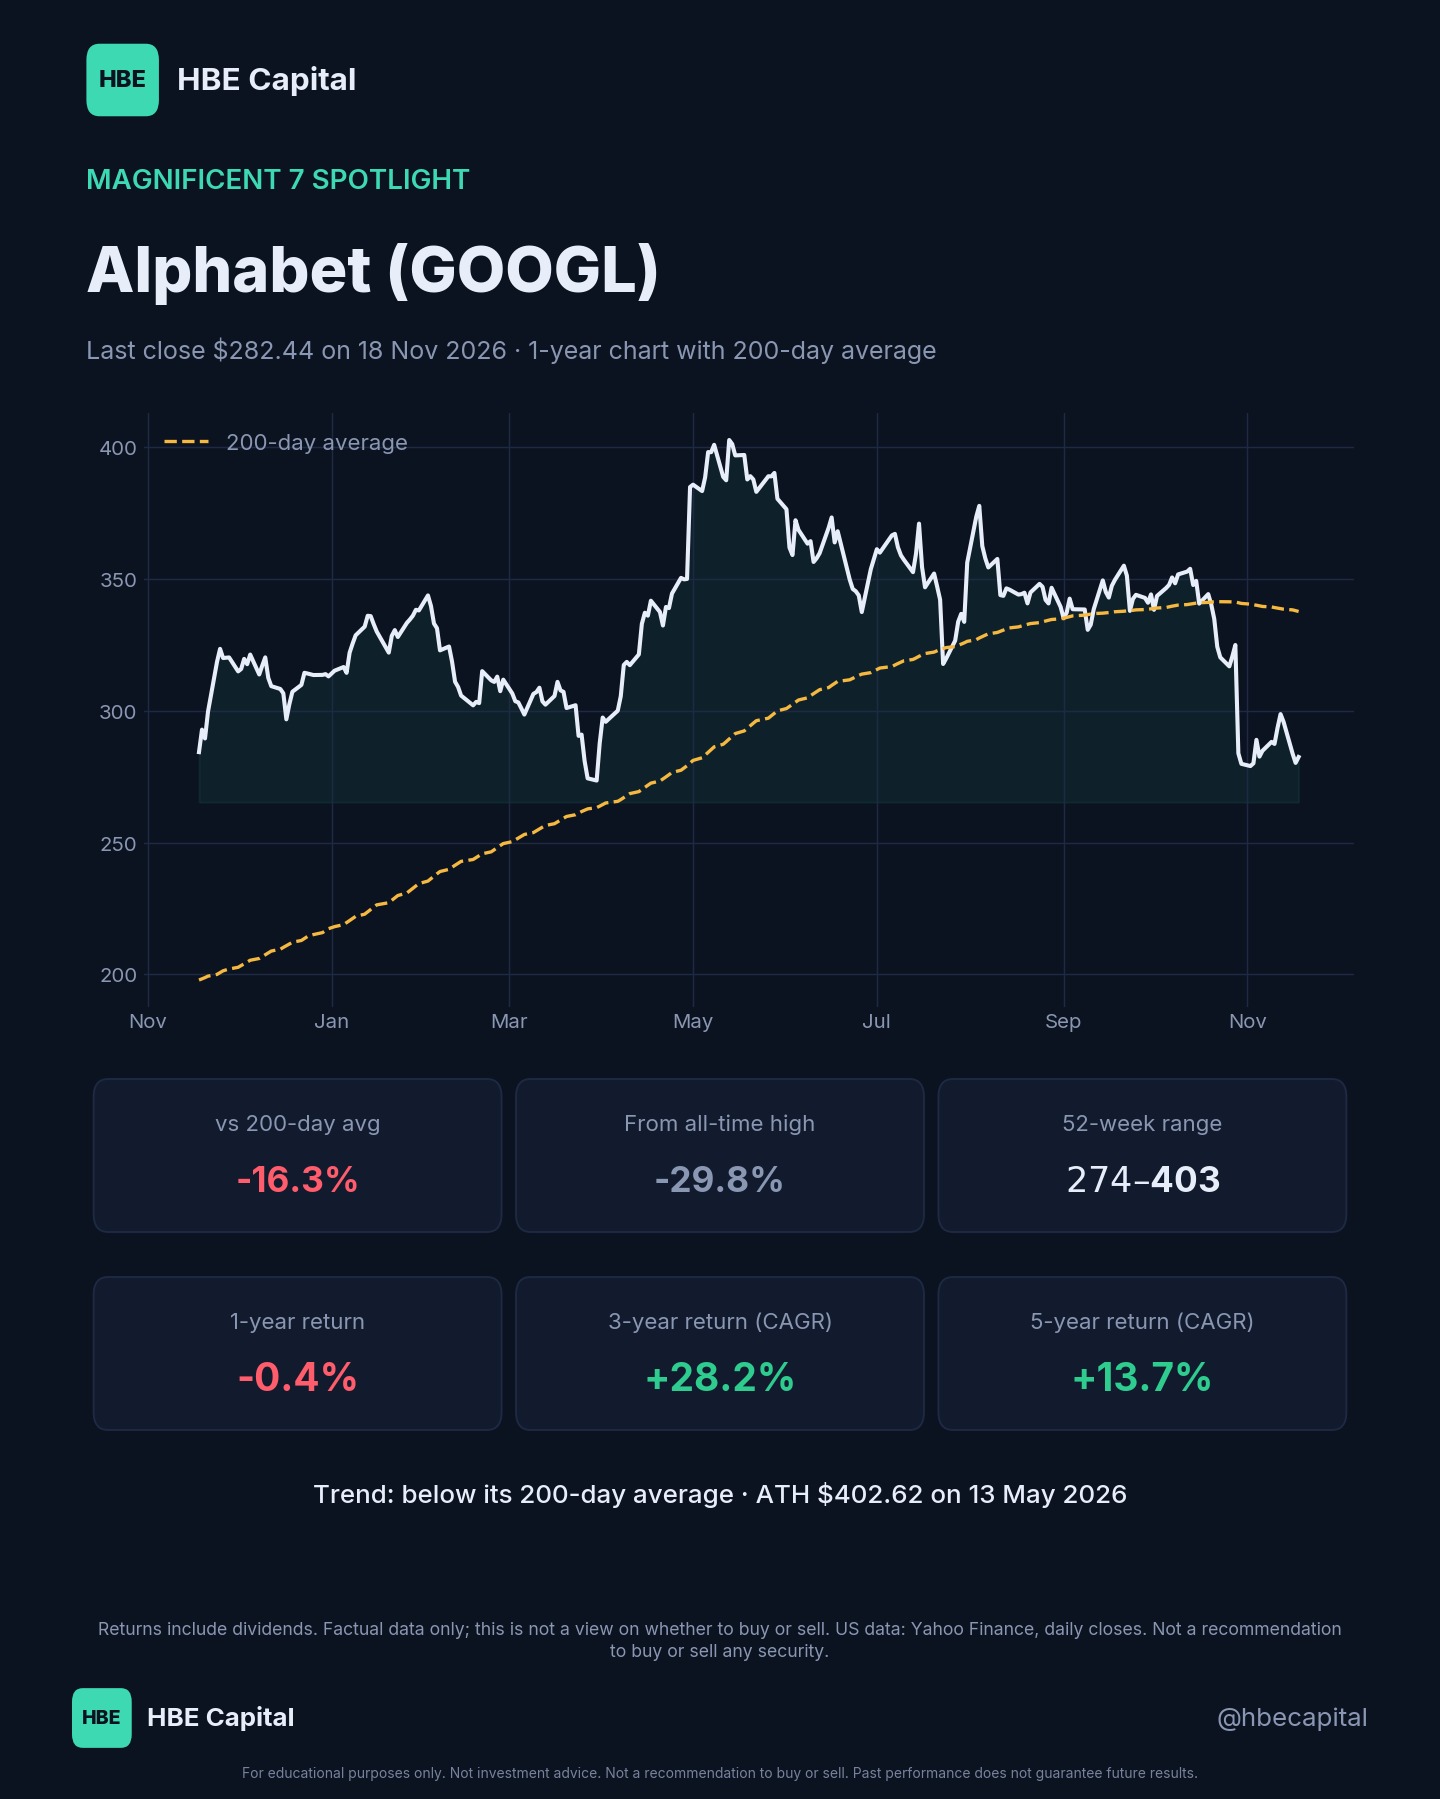 HBE HBE Capital
MAGNIFICENT 7 SPOTLIGHT
Alphabet (GOOGL)
Last close $282.44 on 18 Nov 2026 · 1-year chart with 200-day average
200-day average
400
350
300
250
200
Nov Jan Mar May Jul Sep Nov
vs 200-day avg
-16.3%
From all-time high
-29.8%
52-week range
274–403
1-year return
-0.4%
3-year return (CAGR)
+28.2%
5-year return (CAGR)
+13.7%
Trend: below its 200-day average · ATH $402.62 on 13 May 2026
Returns include dividends. Factual data only; this is not a view on whether to buy or sell. US data: Yahoo Finance, daily closes. Not a recommendation
to buy or sell any security.
HBE HBE Capital
@hbecapital
For educational purposes only. Not investment advice. Not a recommendation to buy or sell. Past performance does not guarantee future results.